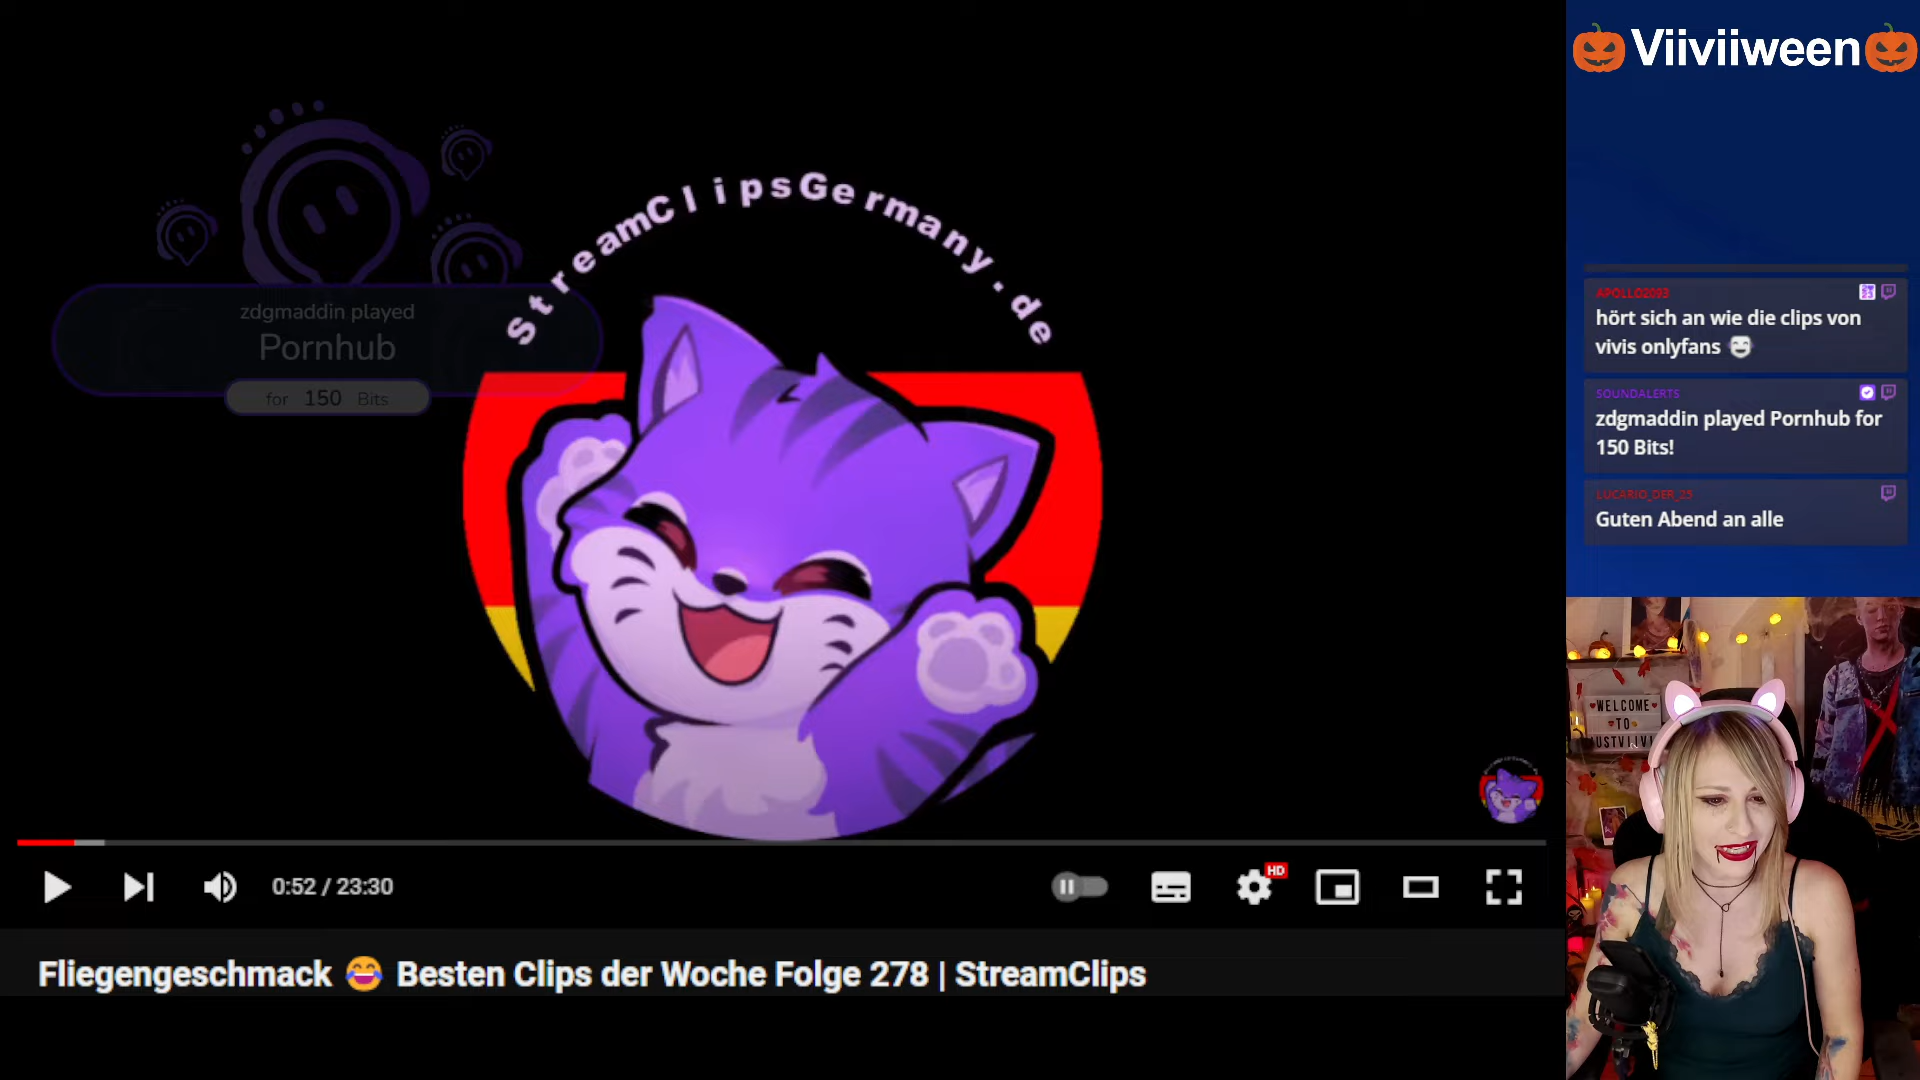 Viiviiween
StreamClipsGermany.de
zdgmaddin played
Pornhub
for 150 Bits
APOLLO2093
hört sich an wie die clips von
vivis onlyfans
SOUNDALERTS
zdgmaddin played Pornhub for
150 Bits!
LUCARIO_DER_25
Guten Abend an alle
WELCOME
TO
USTVIIVI
HD
0:52 / 23:30
Fliegengeschmack 😂 Besten Clips der Woche Folge 278 | StreamClips